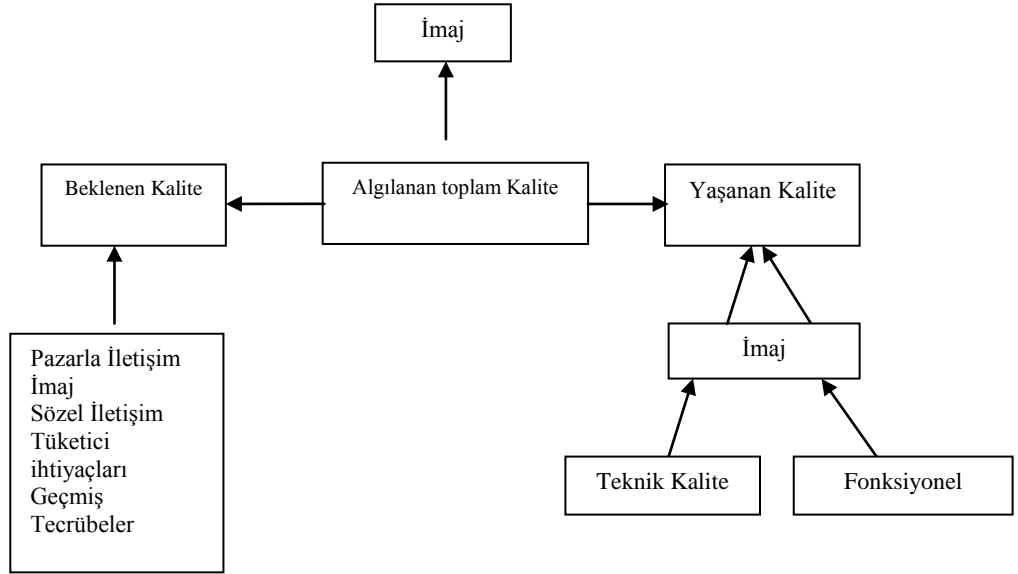 İmaj
Beklenen Kalite
Algılanan toplam Kalite
Yaşanan Kalite
Pazarla İletişim
İmaj
Sözel İletişim
Tüketici
ihtiyaçları
Geçmiş
Tecrübeler
İmaj
Teknik Kalite
Fonksiyonel